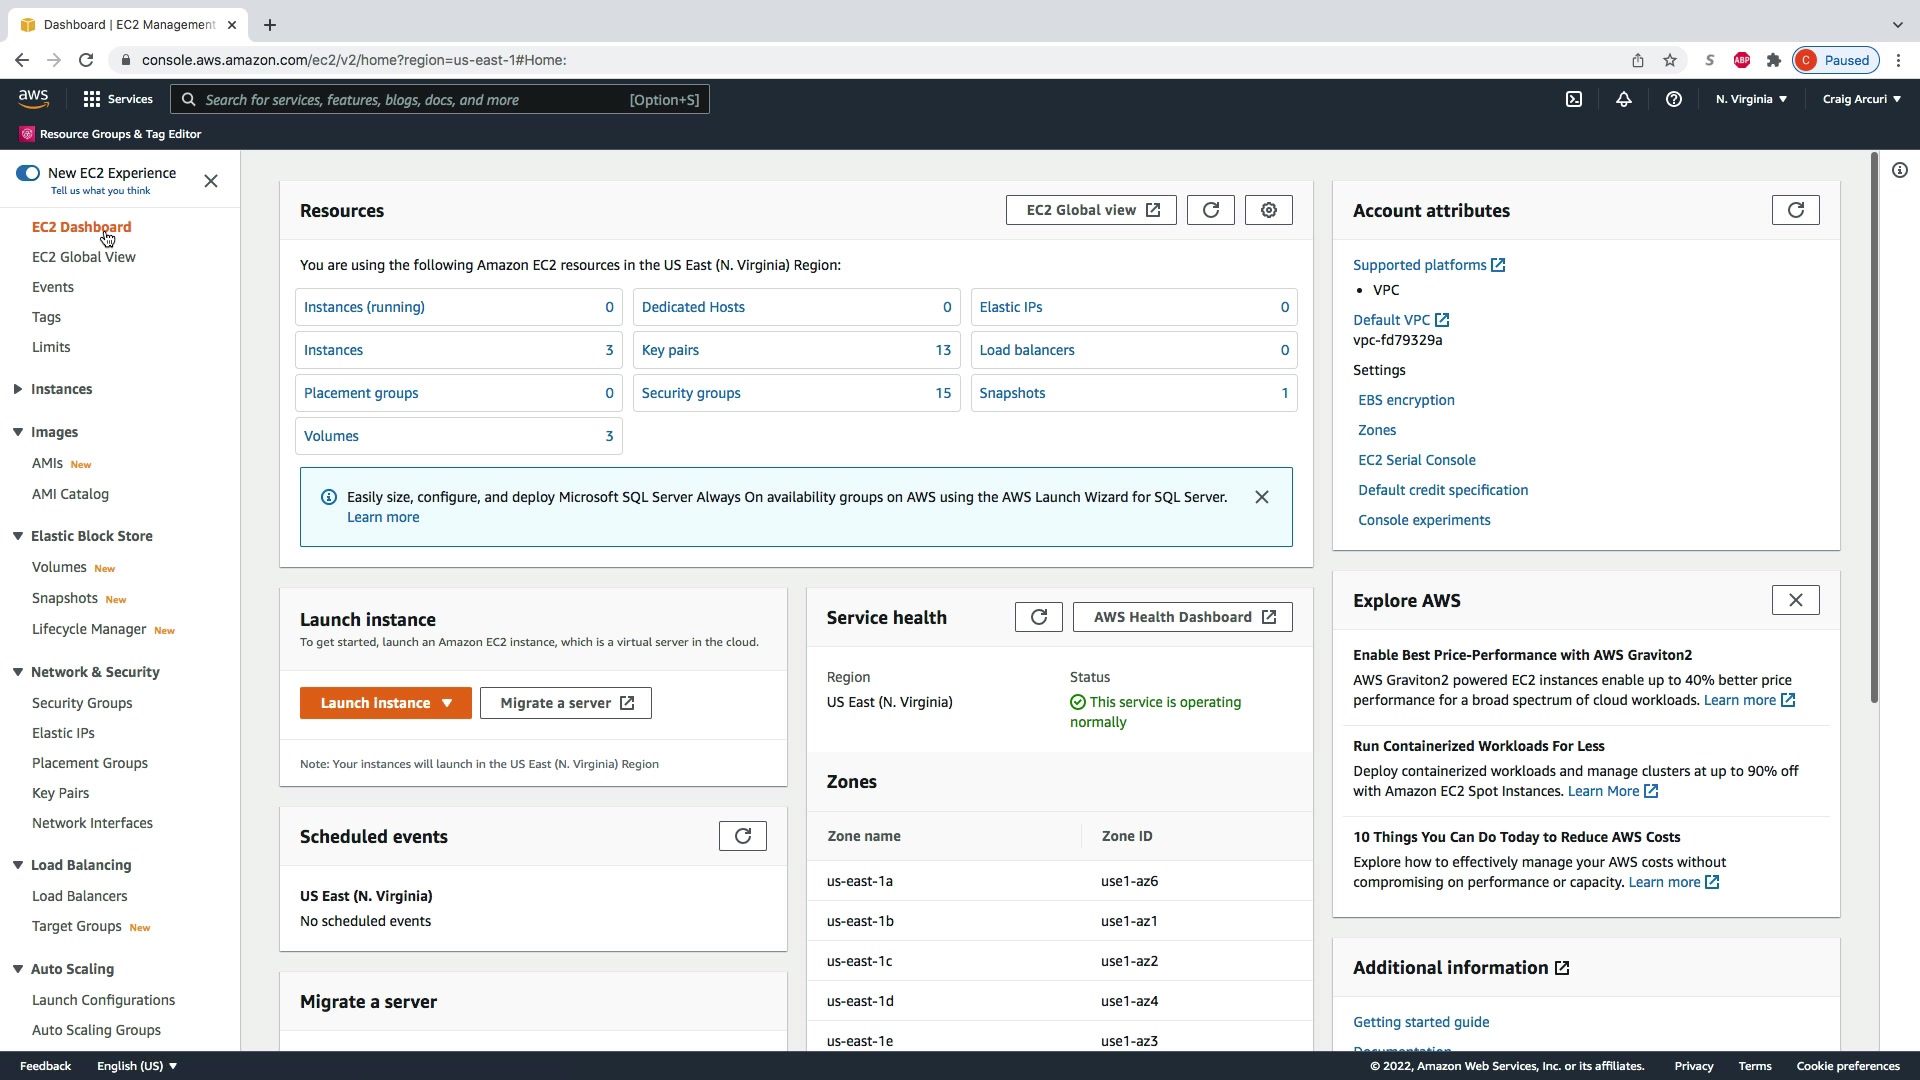 Dashboard | EC2 Management
console.aws.amazon.com/ec2/v2/home?region=us-east-1#Home:
S
ABP
C Paused
aws
Services
Search for services, features, blogs, docs, and more [Option+S]
N. Virginia
Craig Arcuri
Resource Groups & Tag Editor
New EC2 Experience
Tell us what you think
EC2 Dashboard
EC2 Global View
Events
Tags
Limits
Instances
Images
AMIs New
AMI Catalog
Elastic Block Store
Volumes New
Snapshots New
Lifecycle Manager New
Network & Security
Security Groups
Elastic IPs
Placement Groups
Key Pairs
Network Interfaces
Load Balancing
Load Balancers
Target Groups New
Auto Scaling
Launch Configurations
Auto Scaling Groups
Resources
EC2 Global view
You are using the following Amazon EC2 resources in the US East (N. Virginia) Region:
Instances (running) 0
Dedicated Hosts 0
Elastic IPs 0
Instances 3
Key pairs 13
Load balancers 0
Placement groups 0
Security groups 15
Snapshots 1
Volumes 3
Easily size, configure, and deploy Microsoft SQL Server Always On availability groups on AWS using the AWS Launch Wizard for SQL Server.
Learn more
Launch instance
To get started, launch an Amazon EC2 instance, which is a virtual server in the cloud.
Launch Instance
Migrate a server
Note: Your instances will launch in the US East (N. Virginia) Region
Scheduled events
US East (N. Virginia)
No scheduled events
Migrate a server
Service health
AWS Health Dashboard
Region
Status
US East (N. Virginia)
This service is operating
normally
Zones
Zone name
Zone ID
us-east-1a
use1-az6
us-east-1b
use1-az1
us-east-1c
use1-az2
us-east-1d
use1-az4
us-east-1e
use1-az3
Account attributes
Supported platforms
• VPC
Default VPC
vpc-fd79329a
Settings
EBS encryption
Zones
EC2 Serial Console
Default credit specification
Console experiments
Explore AWS
Enable Best Price-Performance with AWS Graviton2
AWS Graviton2 powered EC2 instances enable up to 40% better price
performance for a broad spectrum of cloud workloads. Learn more
Run Containerized Workloads For Less
Deploy containerized workloads and manage clusters at up to 90% off
with Amazon EC2 Spot Instances. Learn More
10 Things You Can Do Today to Reduce AWS Costs
Explore how to effectively manage your AWS costs without
compromising on performance or capacity. Learn more
Additional information
Getting started guide
Feedback
English (US)
© 2022, Amazon Web Services, Inc. or its affiliates.
Privacy
Terms
Cookie preferences